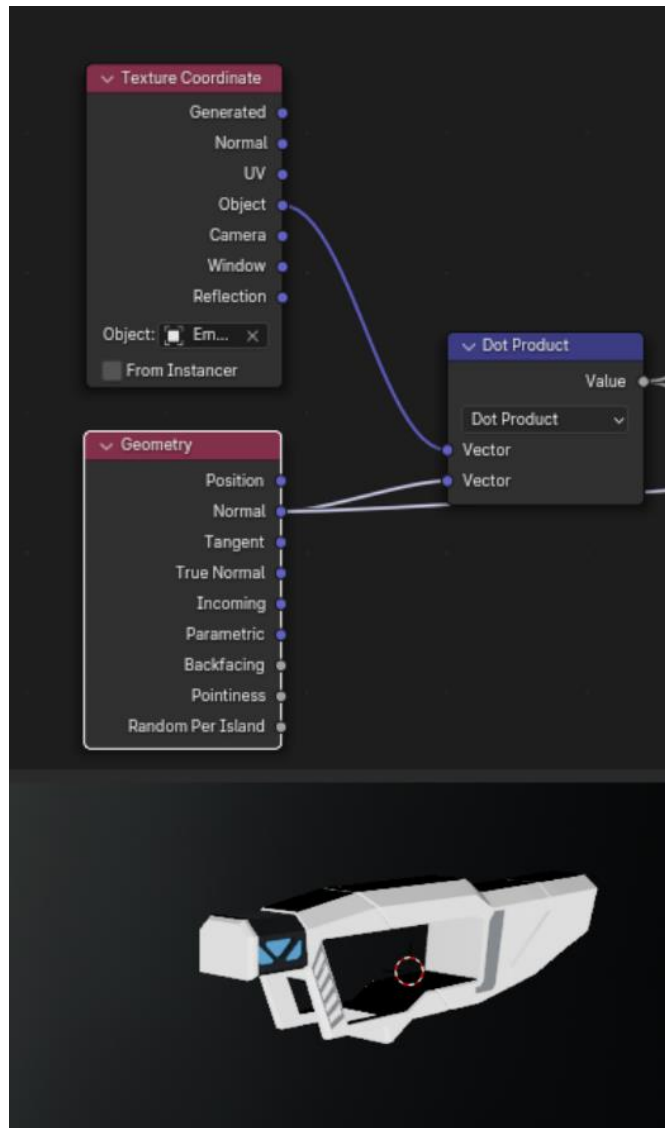 Texture Coordinate
Generated
Normal
UV
Object
Camera
Window
Reflection
Object: Em...
From Instancer
Dot Product
Value
Dot Product
Vector
Vector
Geometry
Position
Normal
Tangent
True Normal
Incoming
Parametric
Backfacing
Pointiness
Random Per Island